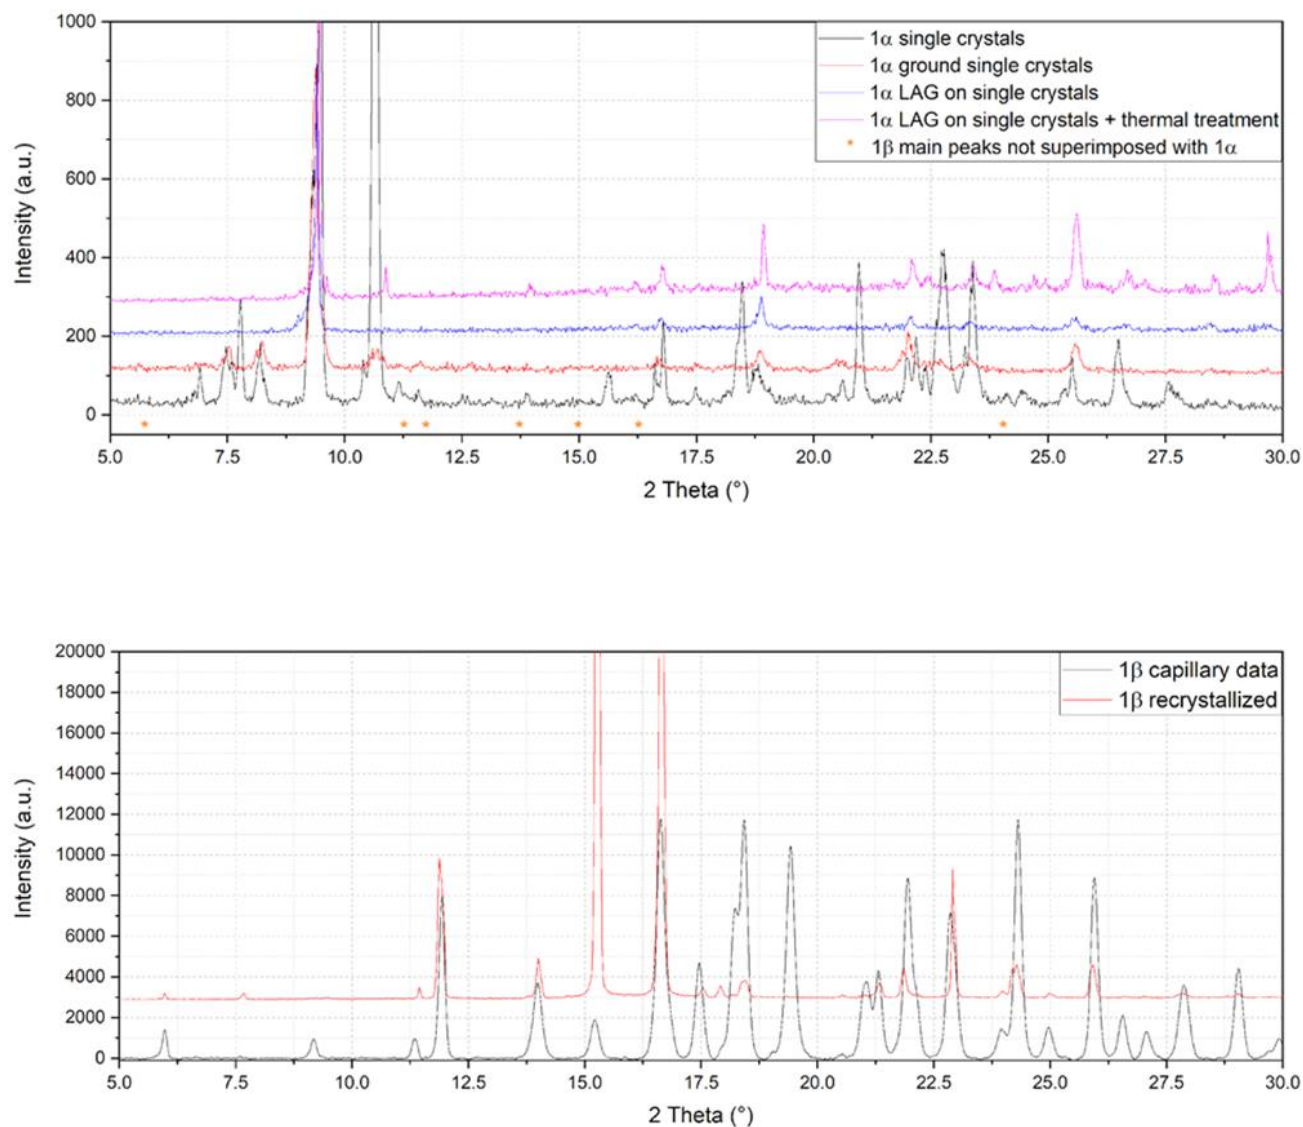 1000
800
600
400
200
0
Intensity (a.u.)
1α single crystals
1α ground single crystals
1α LAG on single crystals
1α LAG on single crystals + thermal treatment
* 1β main peaks not superimposed with 1α
5.0 7.5 10.0 12.5 15.0 17.5 20.0 22.5 25.0 27.5 30.0
2 Theta (°)
20000
18000
16000
14000
12000
10000
8000
6000
4000
2000
0
Intensity (a.u.)
1β capillary data
1β recrystallized
5.0 7.5 10.0 12.5 15.0 17.5 20.0 22.5 25.0 27.5 30.0
2 Theta (°)